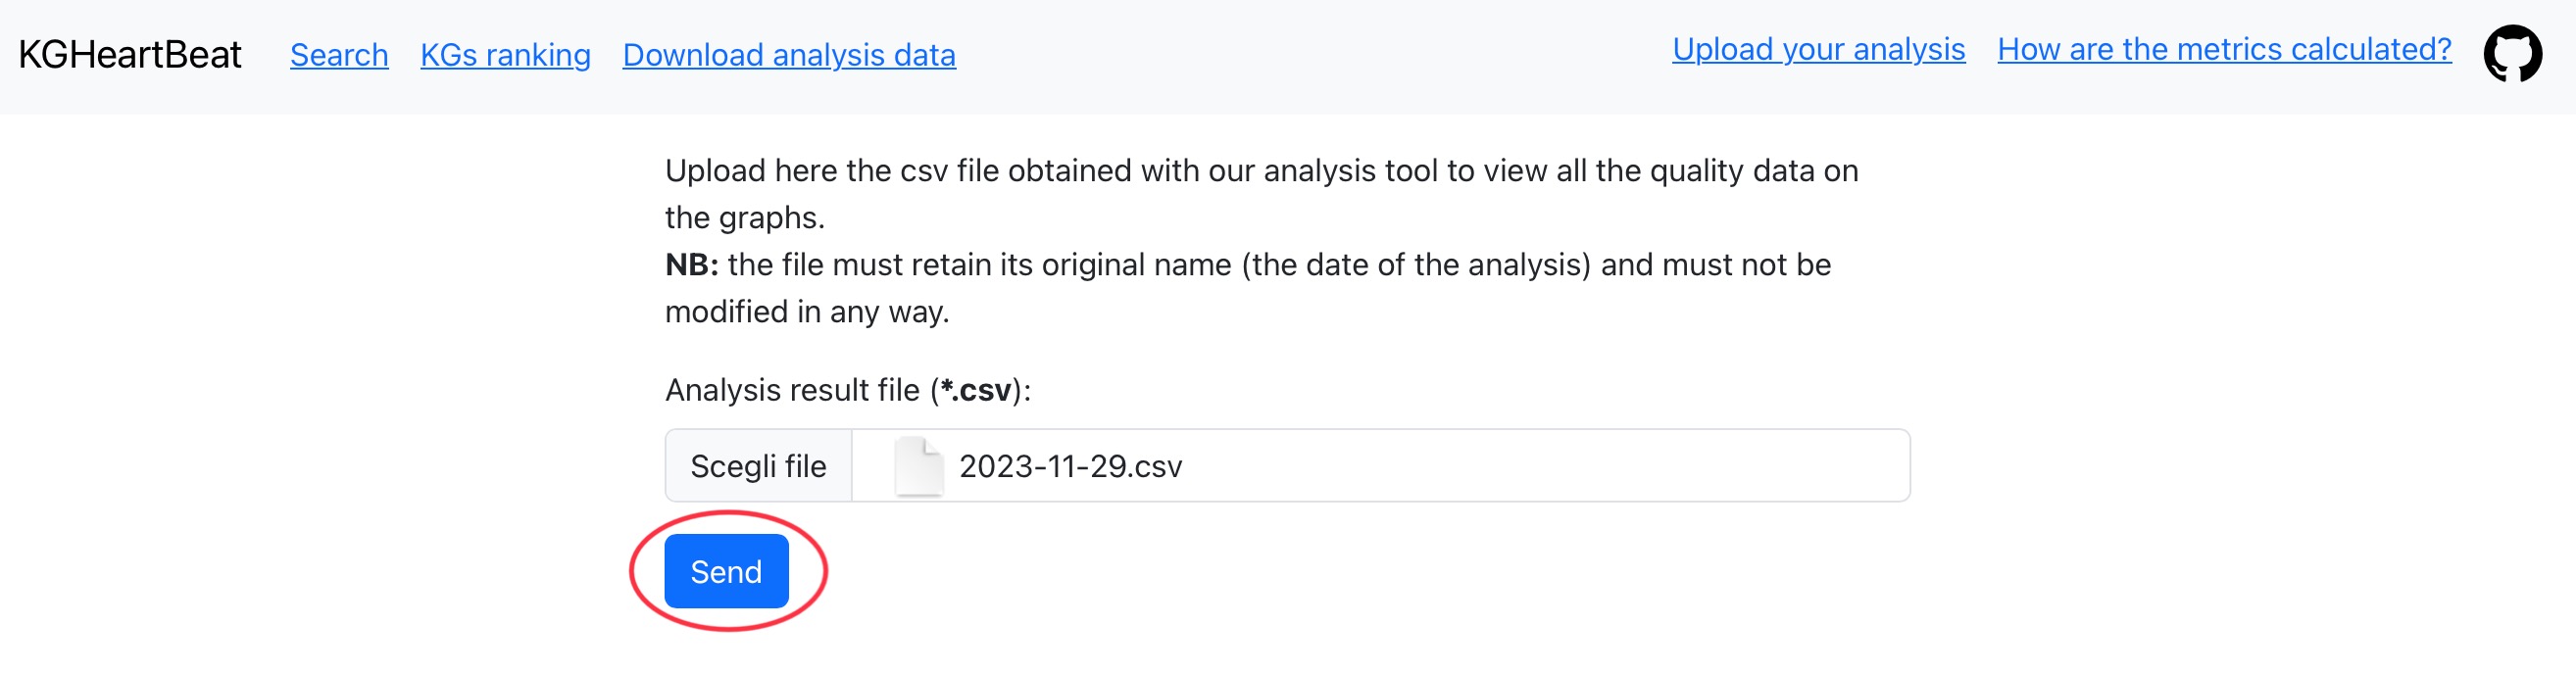 KGHeartBeat Search KGs ranking Download analysis data Upload your analysis How are the metrics calculated?
Upload here the csv file obtained with our analysis tool to view all the quality data on
the graphs.
NB: the file must retain its original name (the date of the analysis) and must not be
modified in any way.
Analysis result file (*.csv):
Scegli file 2023-11-29.csv
Send